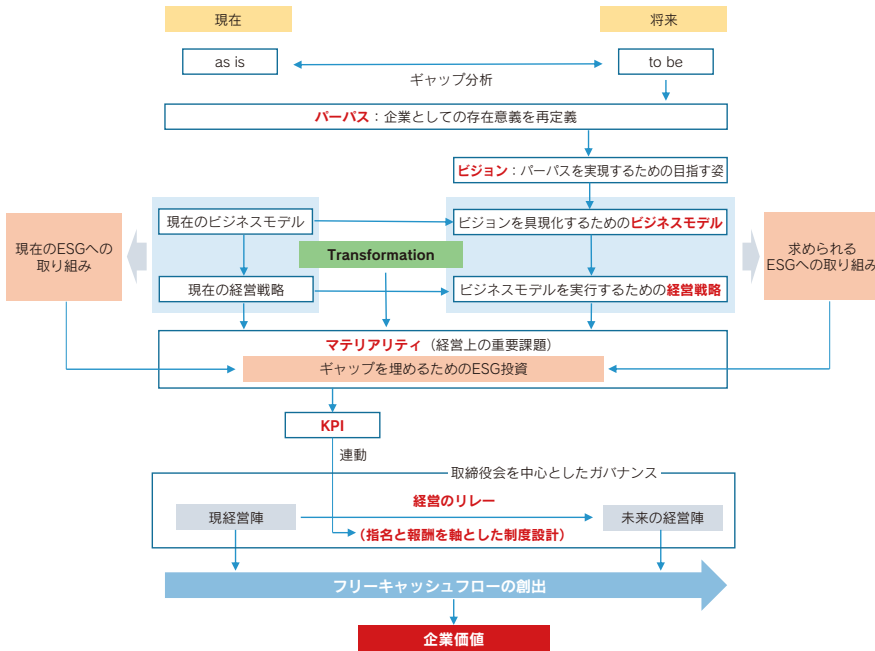 現在
将来
as is
to be
ギャップ分析
パーパス：企業としての存在意義を再定義
ビジョン：パーパスを実現するための目指す姿
現在のビジネスモデル
ビジョンを具現化するためのビジネスモデル
現在のESGへの
取り組み
Transformation
求められる
ESGへの取り組み
現在の経営戦略
ビジネスモデルを実行するための経営戦略
マテリアリティ（経営上の重要課題）
ギャップを埋めるためのESG投資
KPI
連動
取締役会を中心としたガバナンス
経営のリレー
現経営陣
未来の経営陣
（指名と報酬を軸とした制度設計）
フリーキャッシュフローの創出
企業価値